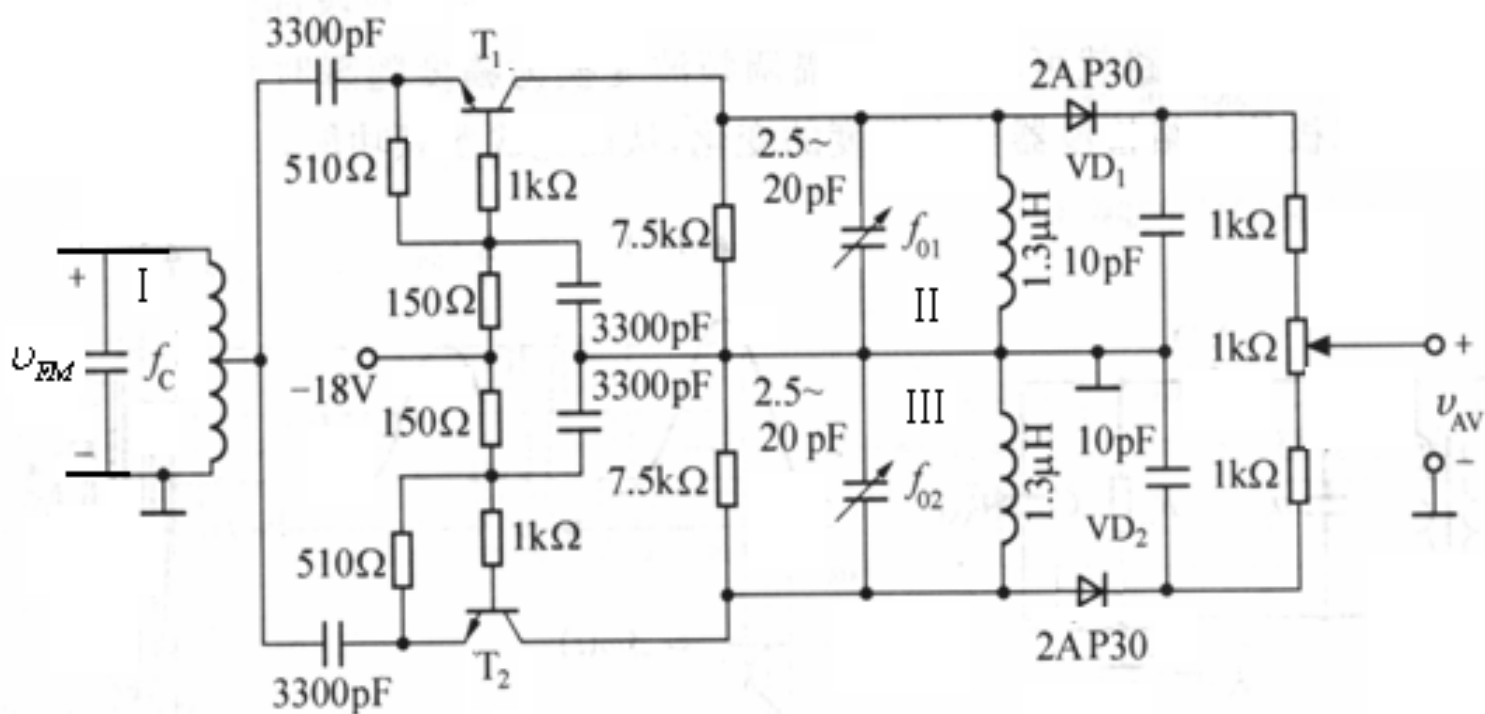 3300pF
T₁
2AP30
510Ω
1kΩ
2.5~
20pF
VD₁
7.5kΩ
f₀₁
1.3μH
10pF
1kΩ
+
I
150Ω
II
3300pF
υFM
fC
−18V
1kΩ
+
3300pF
2.5~
20pF
III
υAV
150Ω
10pF
−
−
7.5kΩ
f₀₂
1.3μH
1kΩ
510Ω
1kΩ
VD₂
T₂
2AP30
3300pF